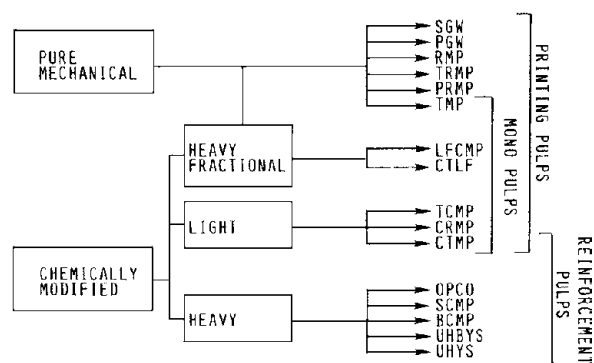 PURE
MECHANICAL
SGW
PGW
RMP
TRMP
PRMP
TMP
HEAVY
FRACTIONAL
LFCMP
CTLF
LIGHT
TCMP
CRMP
CTMP
CHEMICALLY
MODIFIED
HEAVY
OPCO
SCMP
BCMP
UHBYS
UHYS
MONO PULPS
PRINTING PULPS
REINFORCEMENT
PULPS